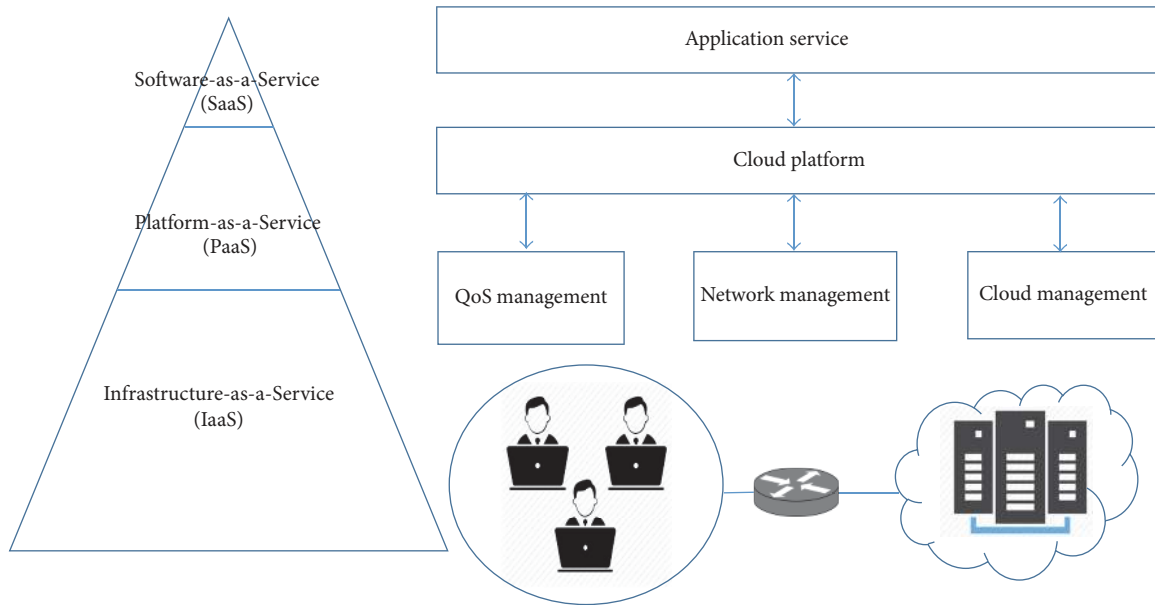 Software-as-a-Service
(SaaS)
Platform-as-a-Service
(PaaS)
Infrastructure-as-a-Service
(IaaS)
Application service
Cloud platform
QoS management
Network management
Cloud management